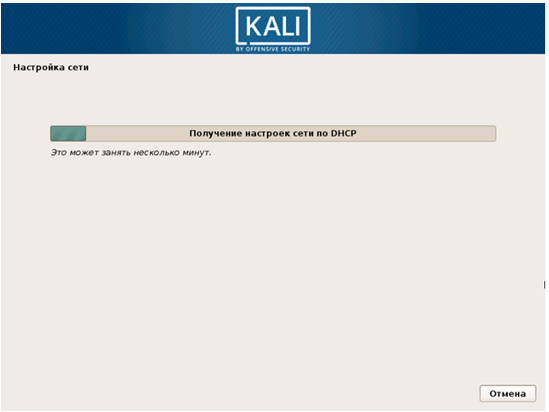 KALI
BY OFFENSIVE SECURITY
Настройка сети
Получение настроек сети по DHCP
Это может занять несколько минут.
Отмена